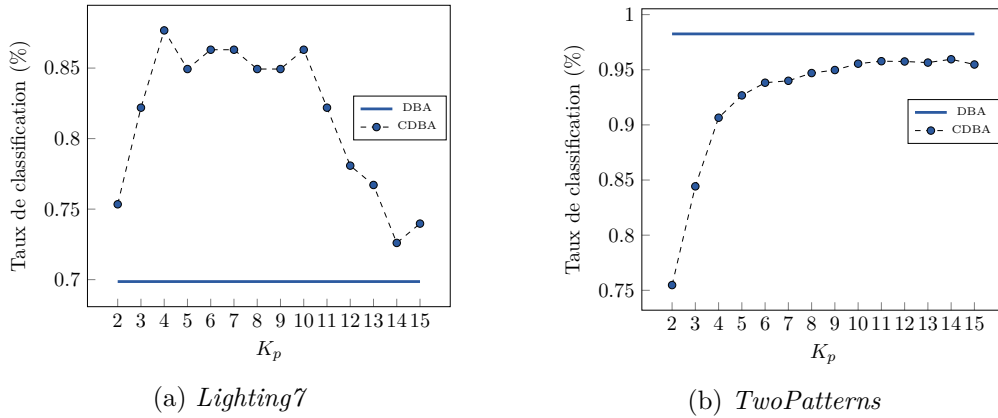 0.85
0.8
0.75
0.7
Taux de classification (%)
DBA
CDBA
2 3 4 5 6 7 8 9 10 11 12 13 14 15
K_p
(a) Lighting7
1
0.95
0.9
0.85
0.8
0.75
Taux de classification (%)
DBA
CDBA
2 3 4 5 6 7 8 9 10 11 12 13 14 15
K_p
(b) TwoPatterns